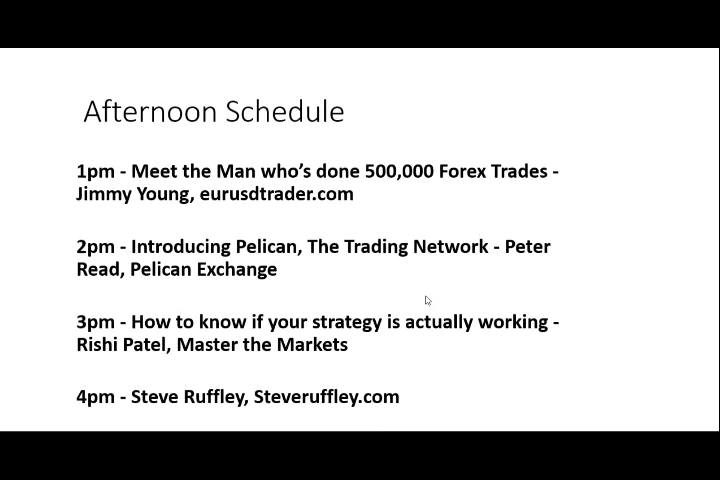 Afternoon Schedule
1pm - Meet the Man who’s done 500,000 Forex Trades -
Jimmy Young, eurusdtrader.com
2pm - Introducing Pelican, The Trading Network - Peter
Read, Pelican Exchange
3pm - How to know if your strategy is actually working -
Rishi Patel, Master the Markets
4pm - Steve Ruffley, Steveruffley.com